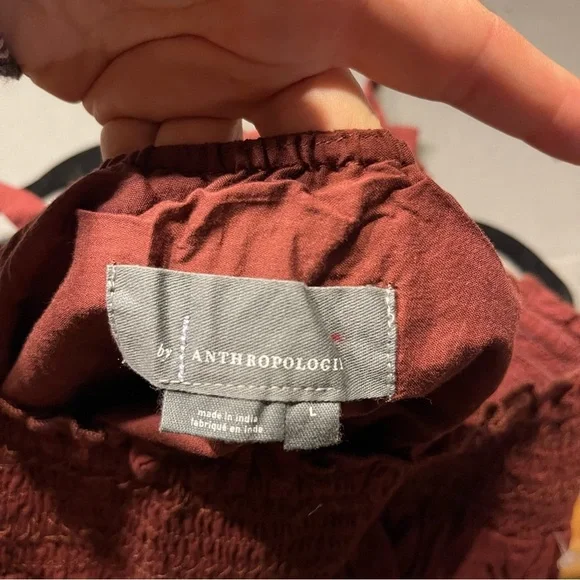 by ANTHROPOLOGI
made in india
fabriqué en inde
L